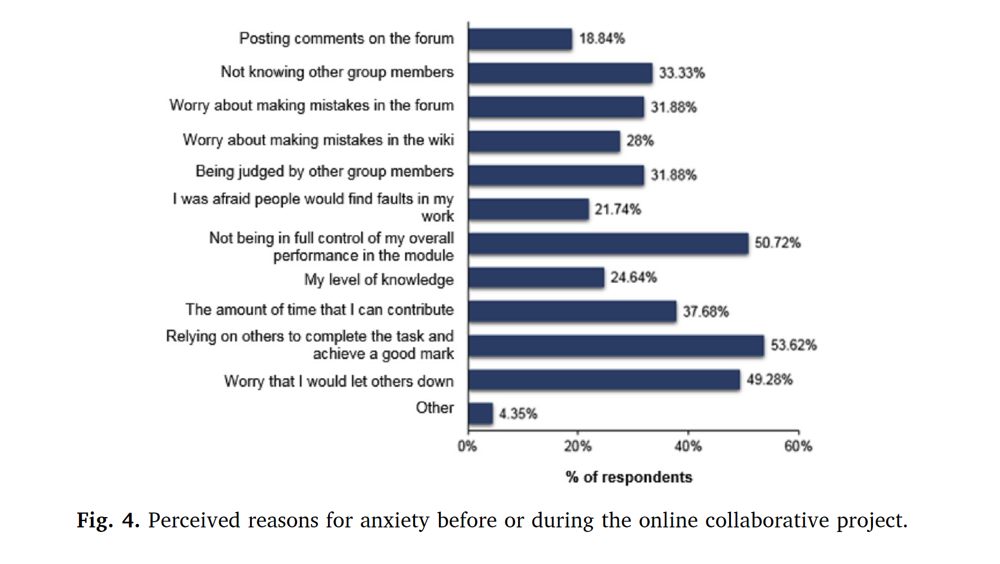 Posting comments on the forum 18.84%
Not knowing other group members 33.33%
Worry about making mistakes in the forum 31.88%
Worry about making mistakes in the wiki 28%
Being judged by other group members 31.88%
I was afraid people would find faults in my
work 21.74%
Not being in full control of my overall
performance in the module 50.72%
My level of knowledge 24.64%
The amount of time that I can contribute 37.68%
Relying on others to complete the task and
achieve a good mark 53.62%
Worry that I would let others down 49.28%
Other 4.35%
0% 20% 40% 60%
% of respondents
Fig. 4. Perceived reasons for anxiety before or during the online collaborative project.